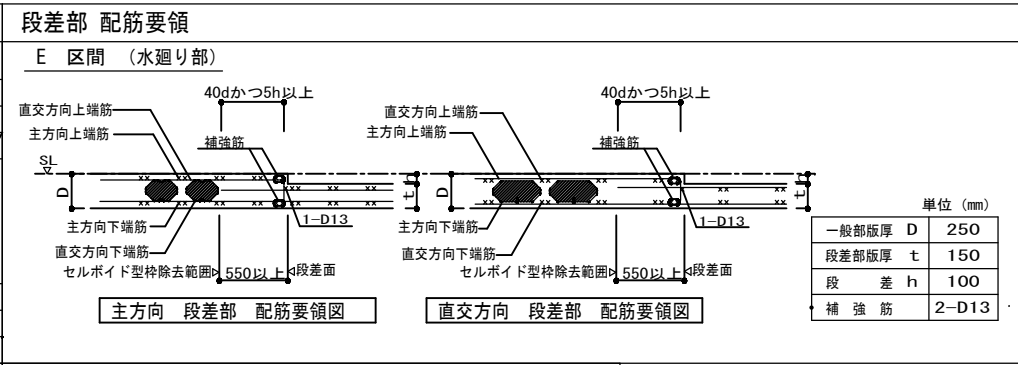 段差部 配筋要領
E 区間 (水廻り部)
40dかつ5h以上
直交方向上端筋
主方向上端筋
補強筋
SL
D
h
t
主方向下端筋
1-D13
直交方向下端筋
セルボイド型枠除去範囲
550以上
段差面
主方向 段差部 配筋要領図
40dかつ5h以上
直交方向上端筋
主方向上端筋
補強筋
D
h
t
主方向下端筋
1-D13
直交方向下端筋
セルボイド型枠除去範囲
550以上
段差面
直交方向 段差部 配筋要領図
単位 (mm)
一般部版厚 D 250
段差部版厚 t 150
段 差 h 100
補 強 筋 2-D13